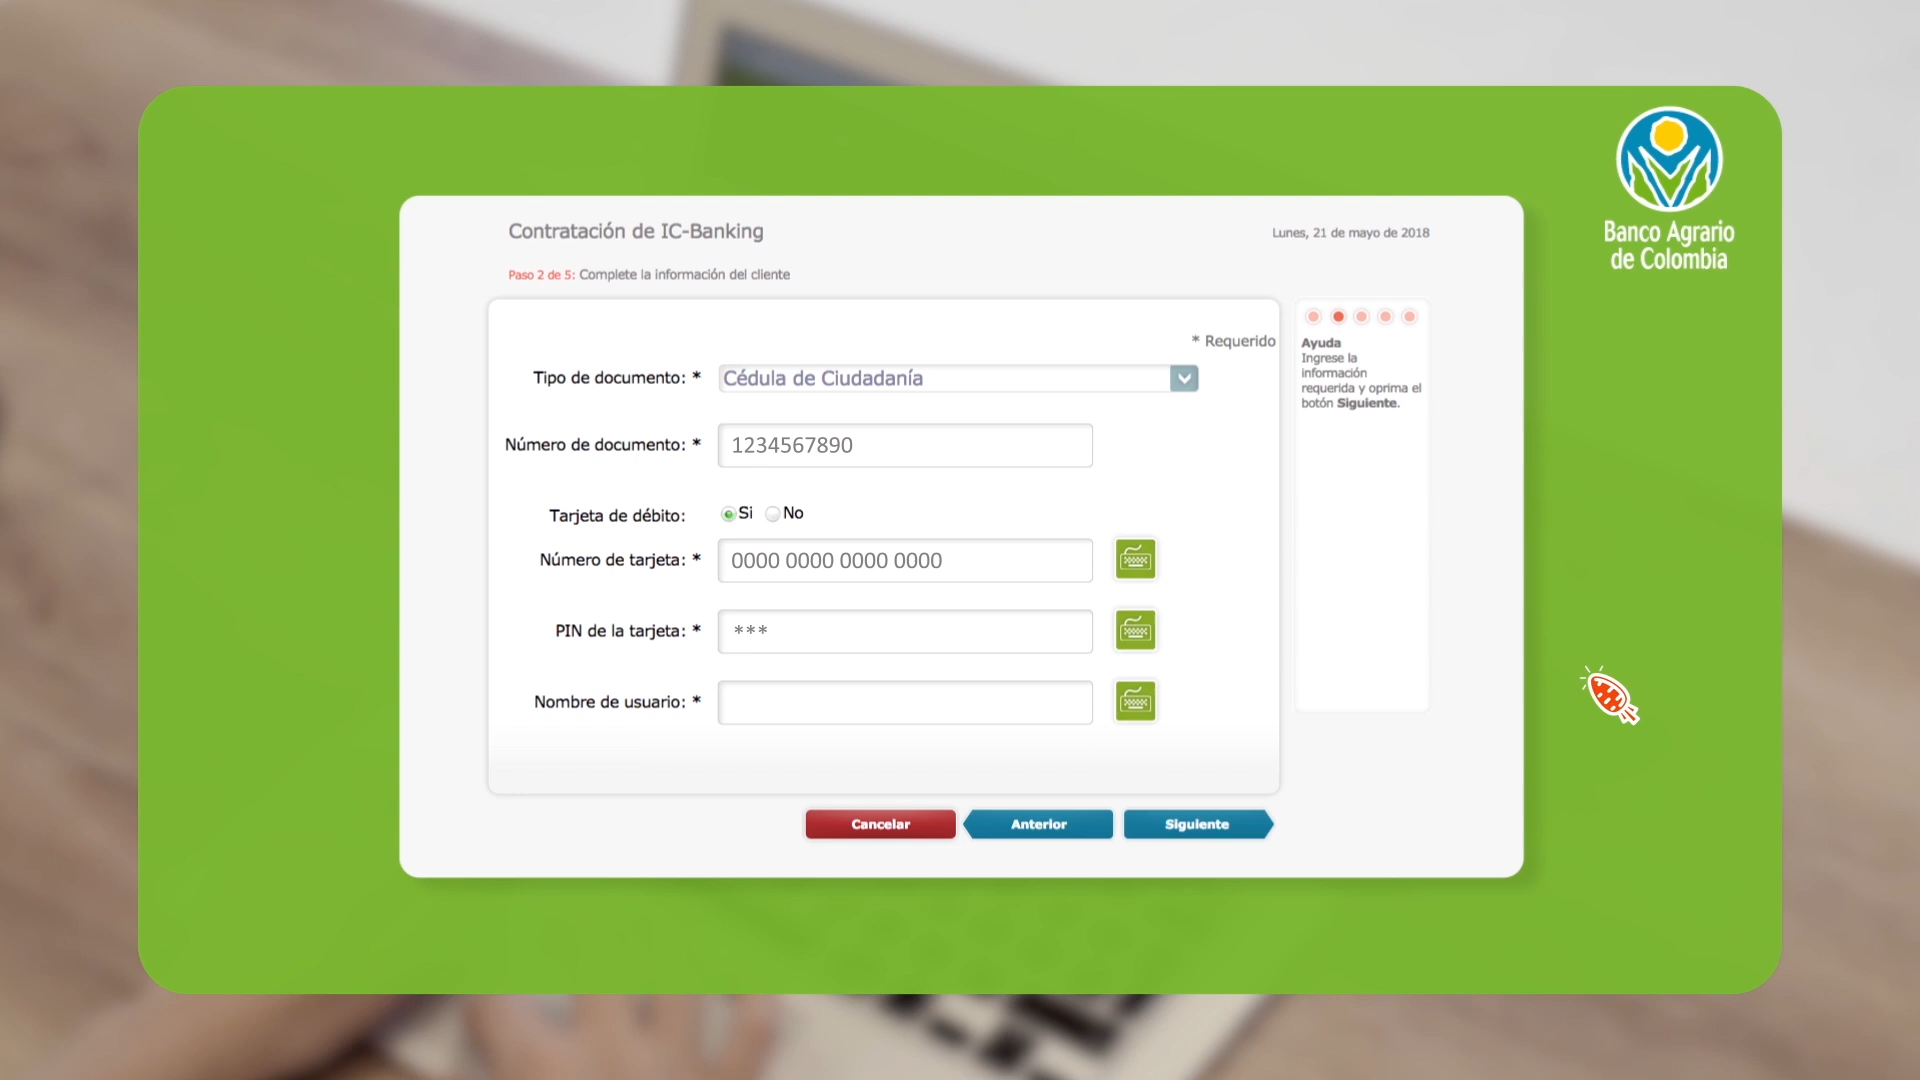 Banco Agrario
de Colombia
Contratación de IC-Banking
Lunes, 21 de mayo de 2018
Paso 2 de 5: Complete la información del cliente
* Requerido
Tipo de documento: * Cédula de Ciudadanía
Número de documento: * 1234567890
Tarjeta de débito: Si No
Número de tarjeta: * 0000 0000 0000 0000
PIN de la tarjeta: * ***
Nombre de usuario: *
Ayuda
Ingrese la
información
requerida y oprima el
botón Siguiente.
Cancelar Anterior Siguiente